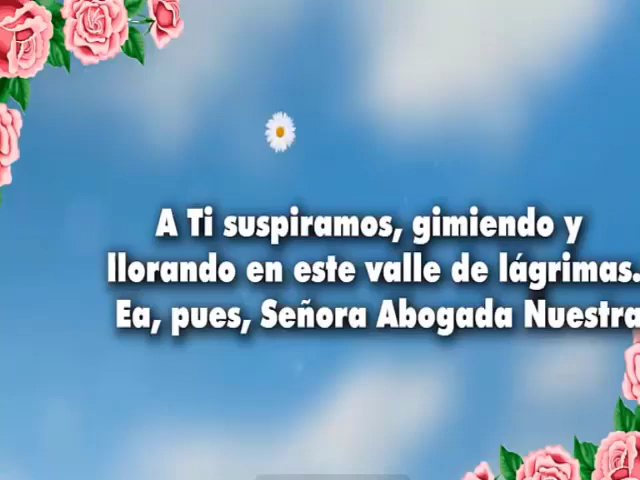 A Ti suspiramos, gimiendo y
llorando en este valle de lágrimas.
Ea, pues, Señora Abogada Nuestra